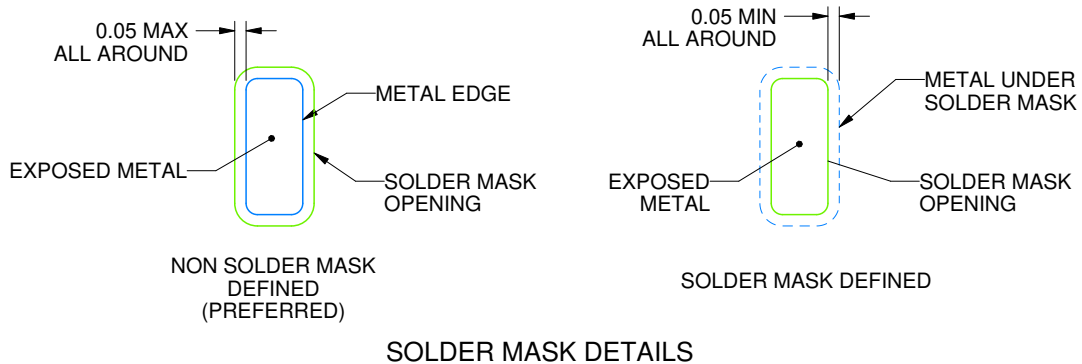 0.05 MAX
ALL AROUND
METAL EDGE
EXPOSED METAL
SOLDER MASK
OPENING
NON SOLDER MASK
DEFINED
(PREFERRED)
0.05 MIN
ALL AROUND
METAL UNDER
SOLDER MASK
EXPOSED
METAL
SOLDER MASK
OPENING
SOLDER MASK DEFINED
SOLDER MASK DETAILS